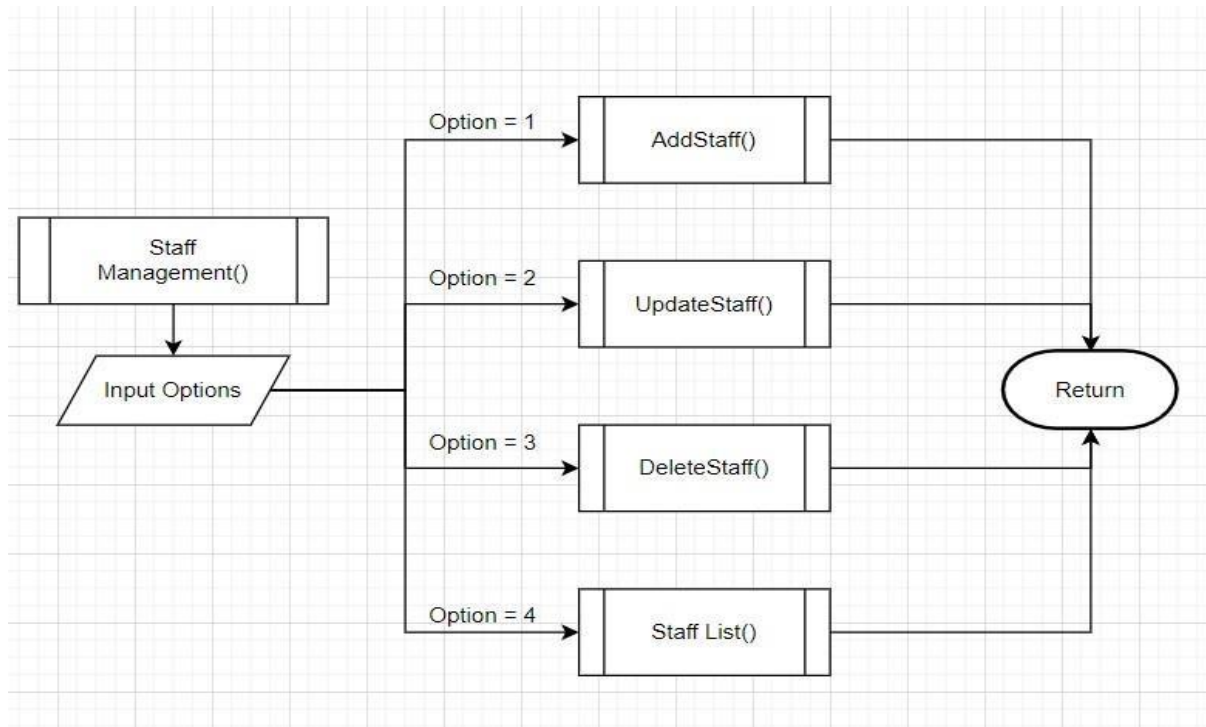 Option = 1
AddStaff()
Staff
Management()
Option = 2
UpdateStaff()
Input Options
Return
Option = 3
DeleteStaff()
Option = 4
Staff List()